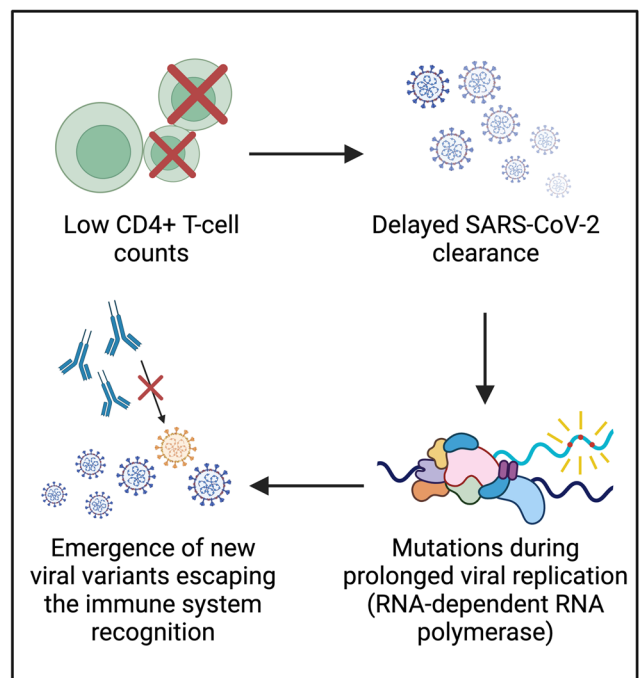 Low CD4+ T-cell
counts
Delayed SARS-CoV-2
clearance
Emergence of new
viral variants escaping
the immune system
recognition
Mutations during
prolonged viral replication
(RNA-dependent RNA
polymerase)